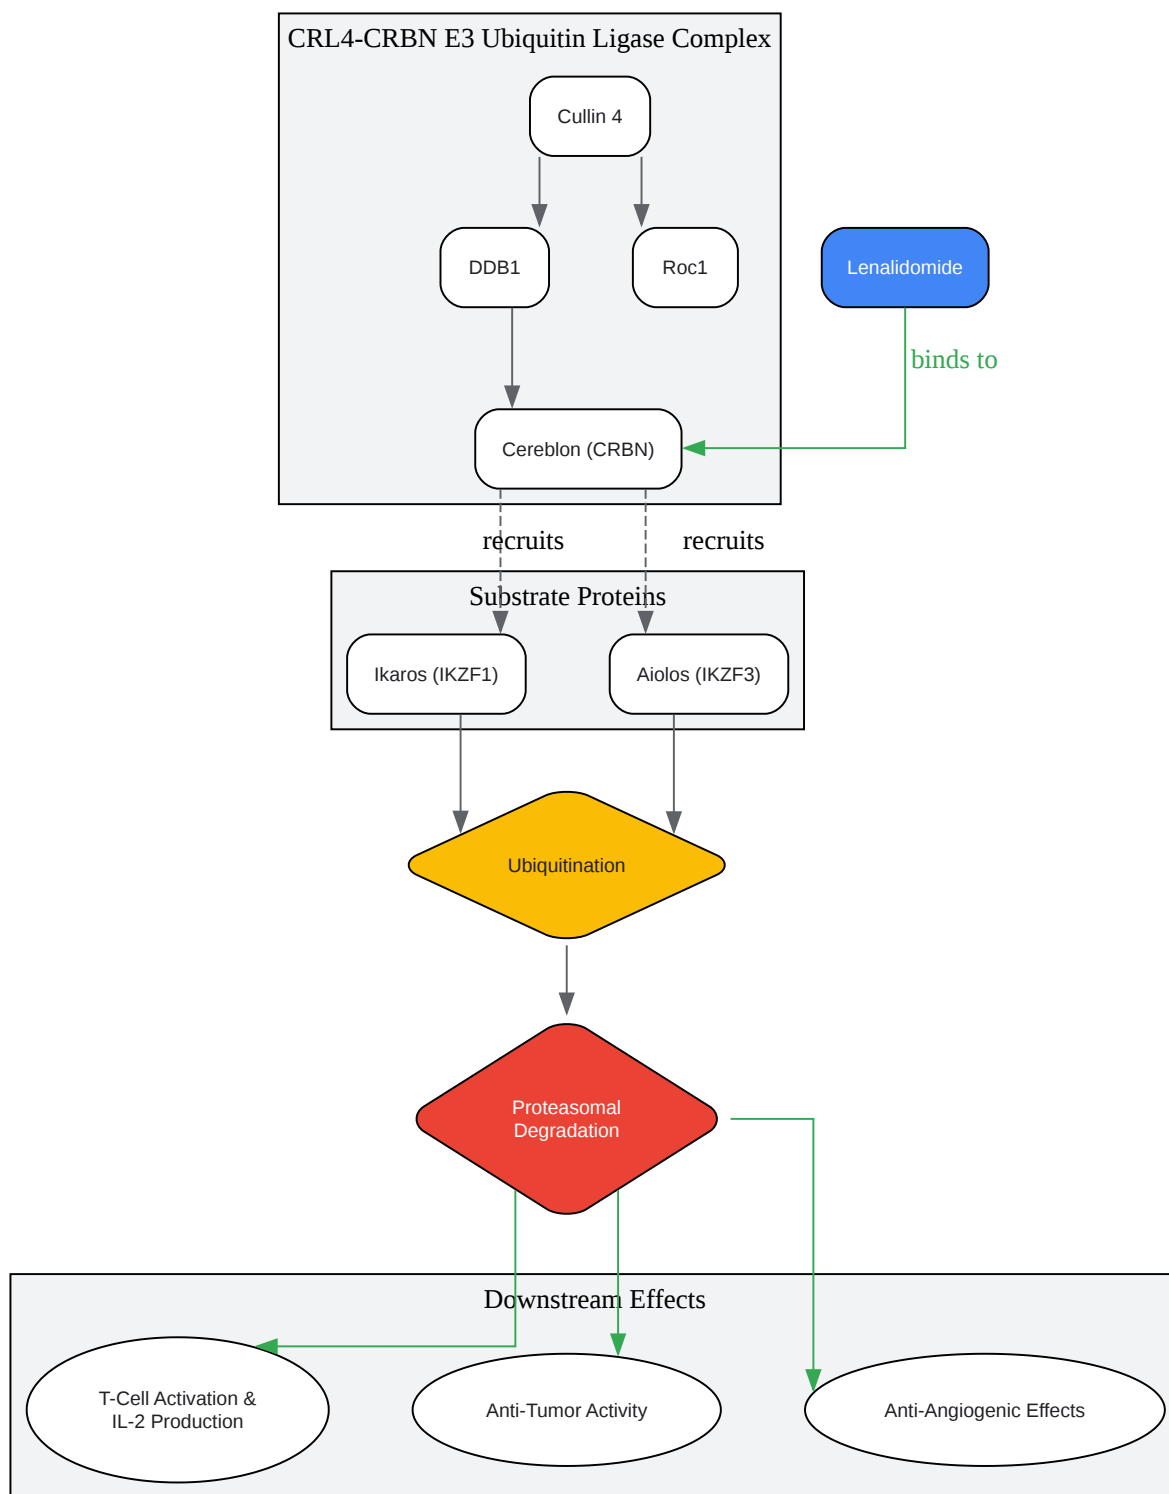 CRL4-CRBN E3 Ubiquitin Ligase Complex
Cullin 4
DDB1
Roc1
Lenalidomide
binds to
Cereblon (CRBN)
recruits
recruits
Substrate Proteins
Ikaros (IKZF1)
Aiolos (IKZF3)
Ubiquitination
Proteasomal
Degradation
Downstream Effects
T-Cell Activation &
IL-2 Production
Anti-Tumor Activity
Anti-Angiogenic Effects